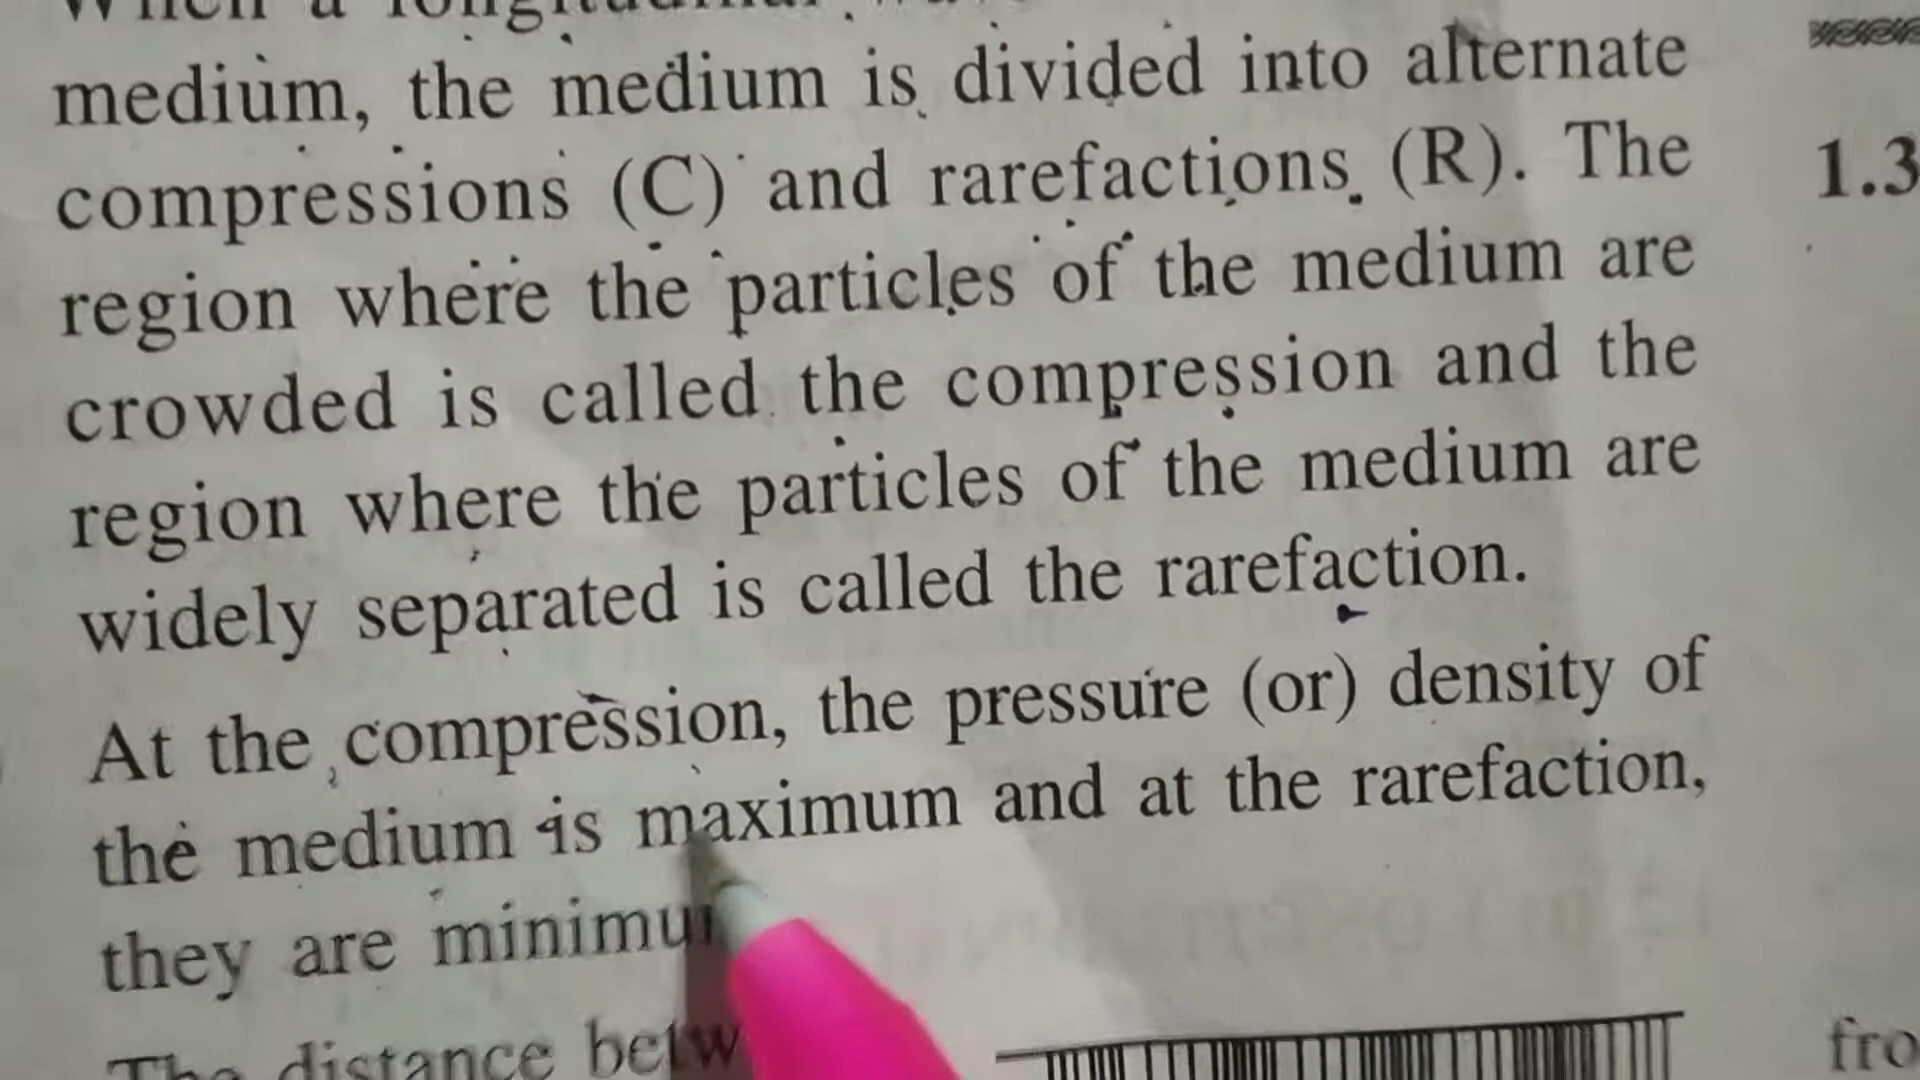 When a longitudinal
medium, the medium is divided into alternate
compressions (C) and rarefactions (R). The
region where the particles of the medium are
crowded is called the compression and the
region where the particles of the medium are
widely separated is called the rarefaction.
At the compression, the pressure (or) density of
the medium is maximum and at the rarefaction,
they are minimu
The distance betw
1.3
fro